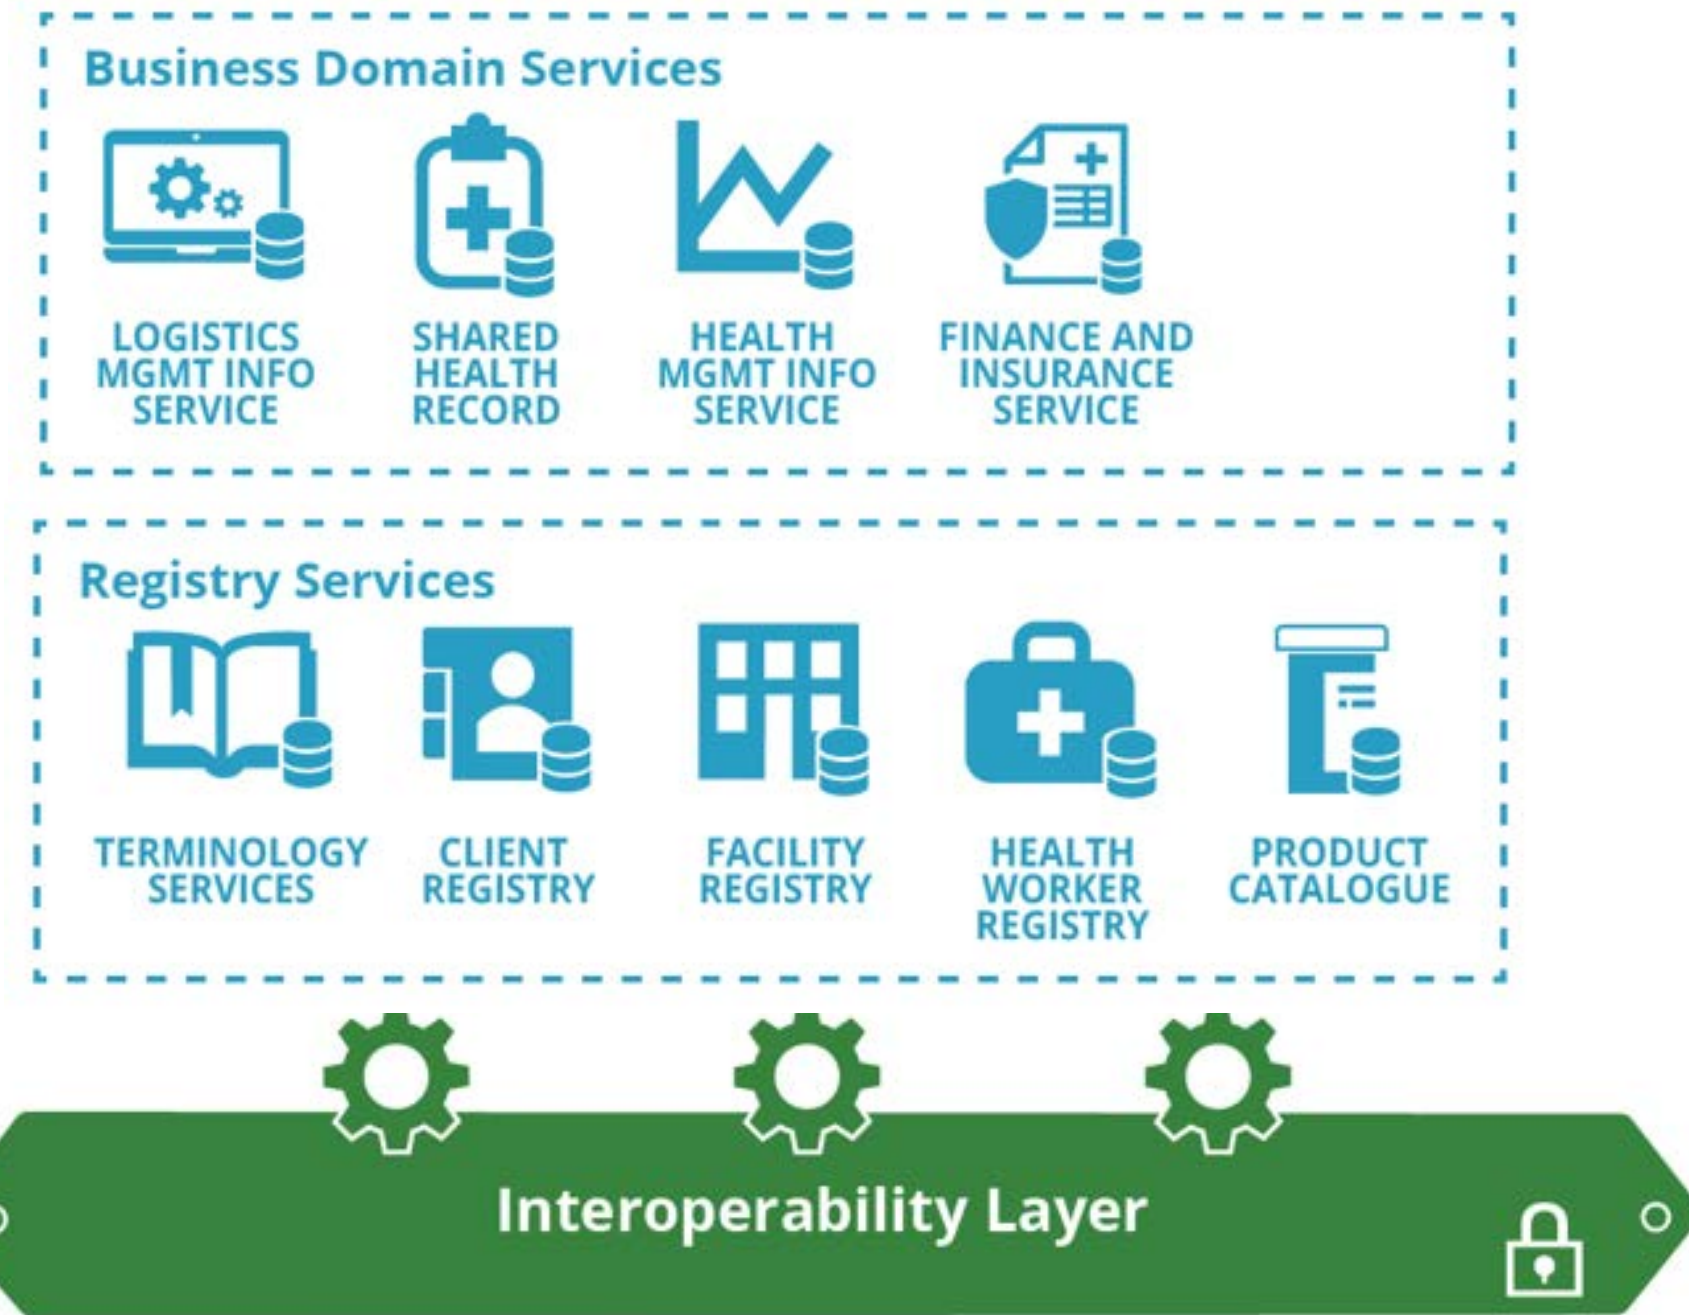 Business Domain Services
LOGISTICS
MGMT INFO
SERVICE
SHARED
HEALTH
RECORD
HEALTH
MGMT INFO
SERVICE
FINANCE AND
INSURANCE
SERVICE
Registry Services
TERMINOLOGY
SERVICES
CLIENT
REGISTRY
FACILITY
REGISTRY
HEALTH
WORKER
REGISTRY
PRODUCT
CATALOGUE
Interoperability Layer